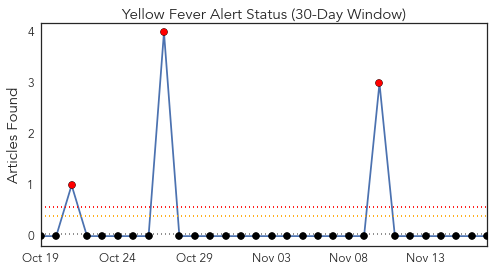 Yellow Fever Alert Status (30-Day Window)
Articles Found
4
3
2
1
0
Oct 19 Oct 24 Oct 29 Nov 03 Nov 08 Nov 13